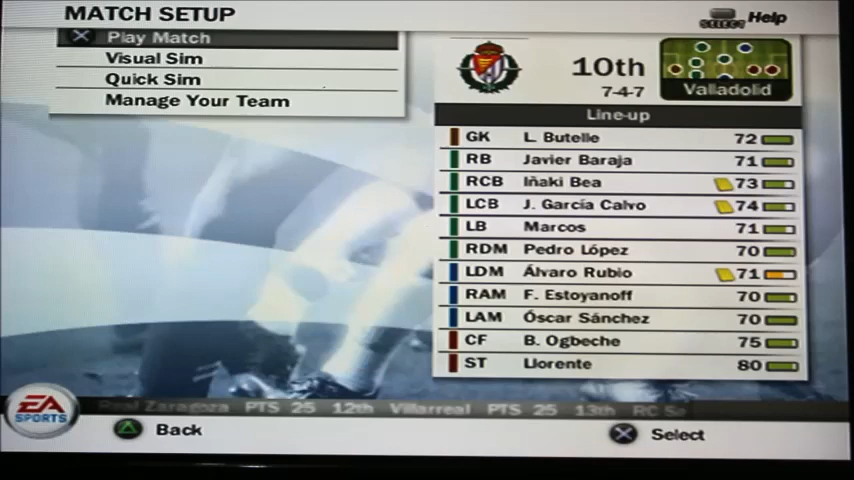 MATCH SETUP
SELECT Help
Play Match
Visual Sim
Quick Sim
Manage Your Team
10th
7-4-7
Valladolid
Line-up
GK L. Butelle 72
RB Javier Baraja 71
RCB Iñaki Bea 73
LCB J. García Calvo 74
LB Marcos 71
RDM Pedro López 70
LDM Álvaro Rubio 71
RAM F. Estoyanoff 70
LAM Óscar Sánchez 70
CF B. Ogbeche 75
ST Llorente 80
Zaragoza PTS 25 12th Villarreal PTS 25 13th RC
EA
SPORTS
Back
Select